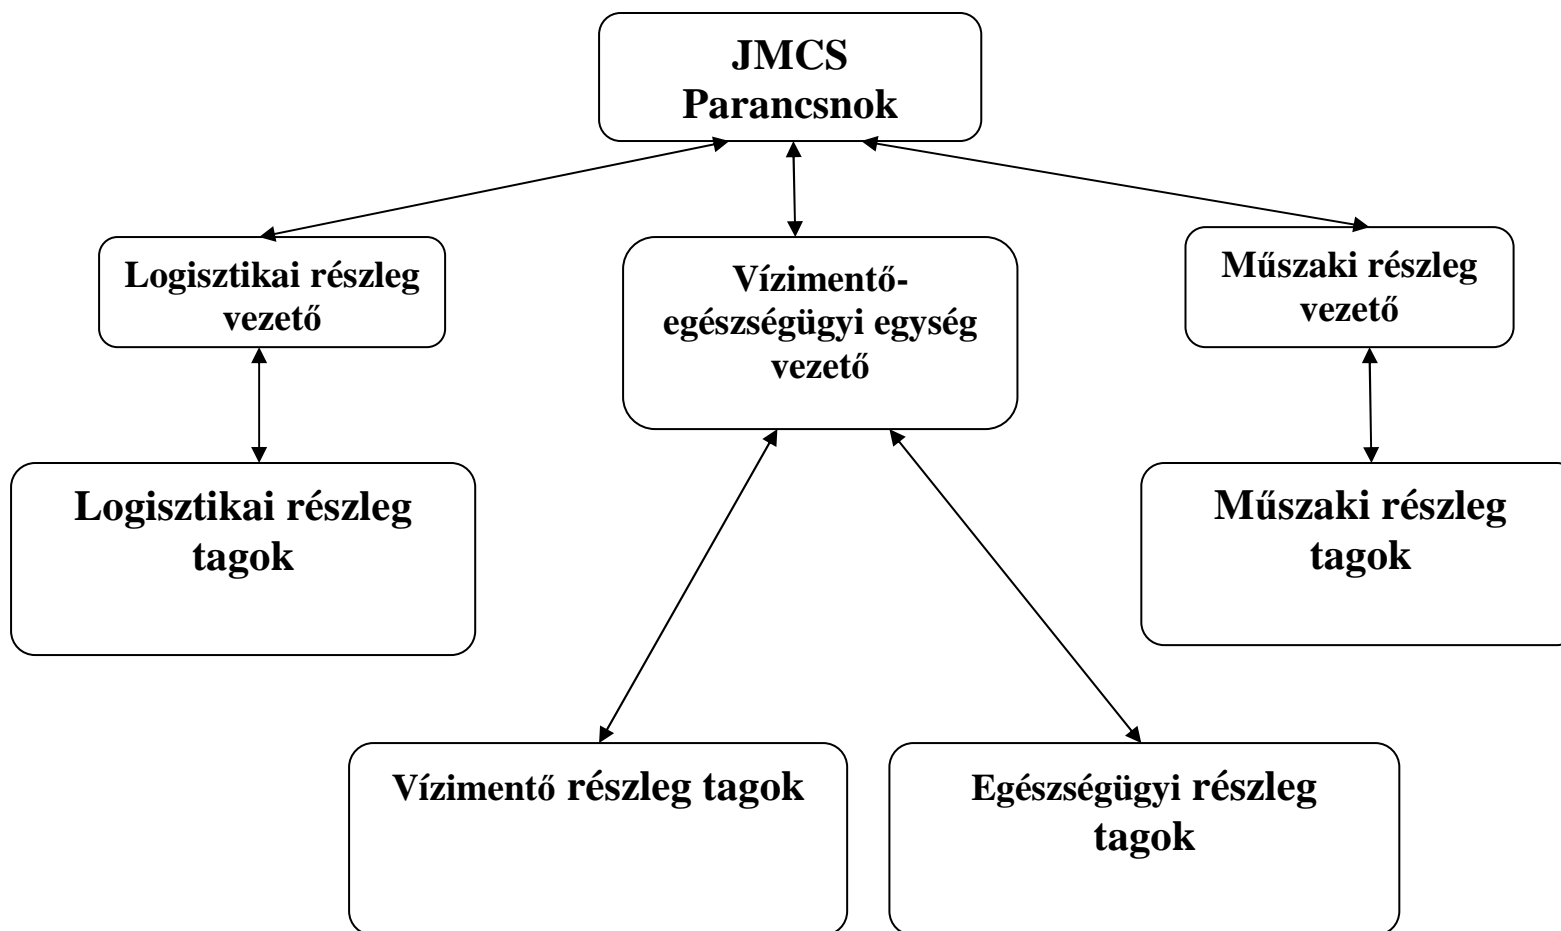 JMCS
Parancsnok
Logisztikai részleg
vezető
Vízimentő-
egészségügyi egység
vezető
Műszaki részleg
vezető
Logisztikai részleg
tagok
Műszaki részleg
tagok
Vízimentő részleg tagok
Egészségügyi részleg
tagok